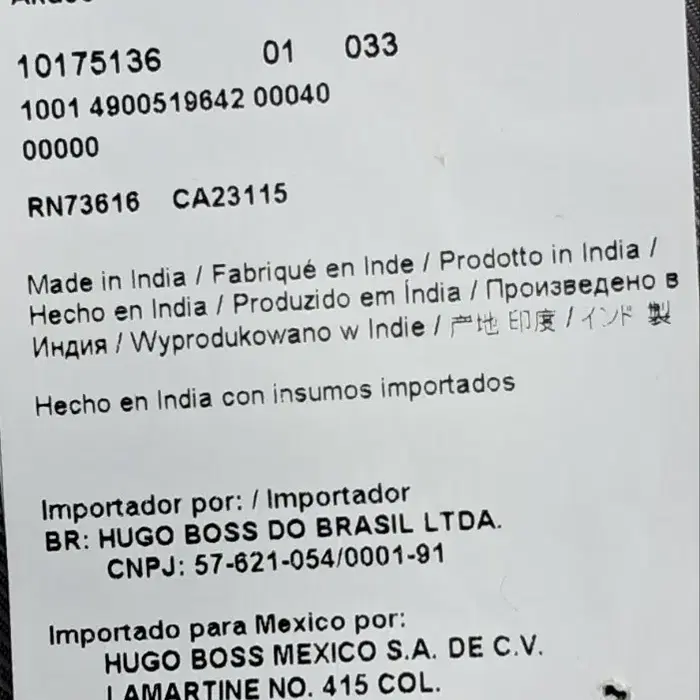 10175136 01 033
1001 4900519642 00040
00000
RN73616 CA23115
Made in India / Fabriqué en Inde / Prodotto in India /
Hecho en India / Produzido em Índia / Произведено в
Индия / Wyprodukowano w Indie / 产地 印度 / インド 製
Hecho en India con insumos importados
Importador por: / Importador
BR: HUGO BOSS DO BRASIL LTDA.
CNPJ: 57-621-054/0001-91
Importado para Mexico por:
HUGO BOSS MEXICO S.A. DE C.V.
LAMARTINE NO. 415 COL.